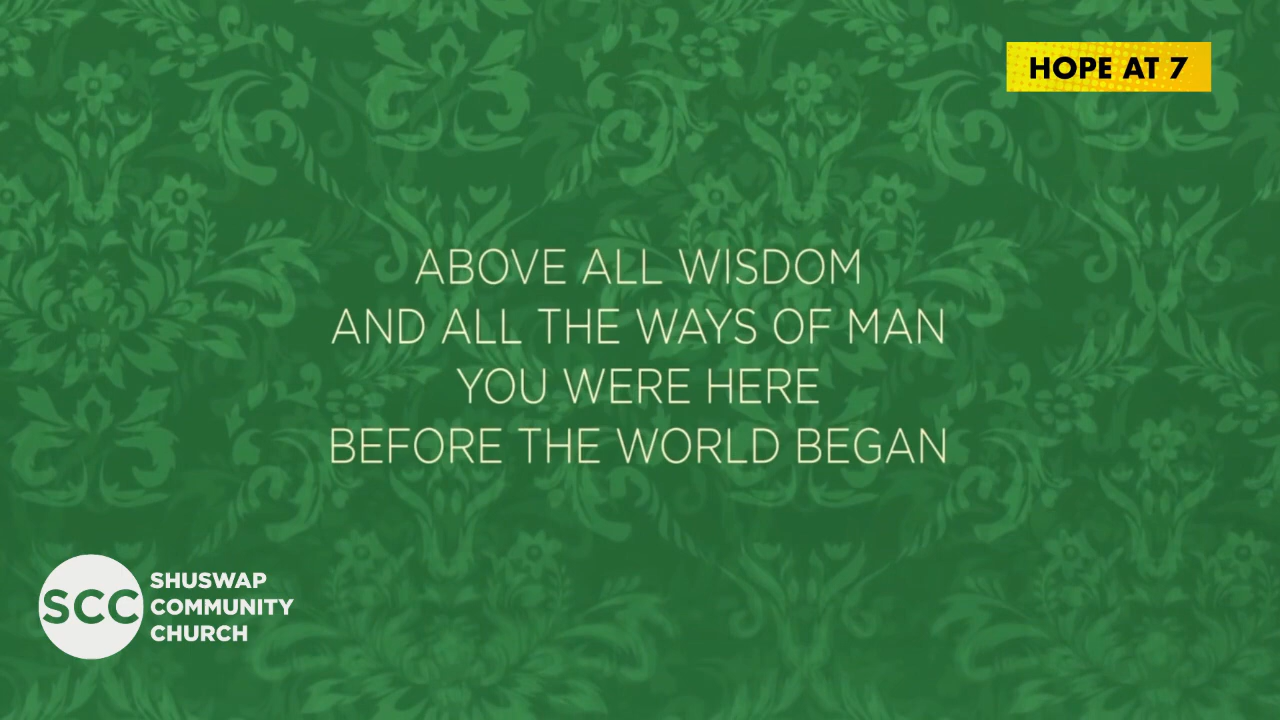 HOPE AT 7
ABOVE ALL WISDOM
AND ALL THE WAYS OF MAN
YOU WERE HERE
BEFORE THE WORLD BEGAN
SCC
SHUSWAP
COMMUNITY
CHURCH